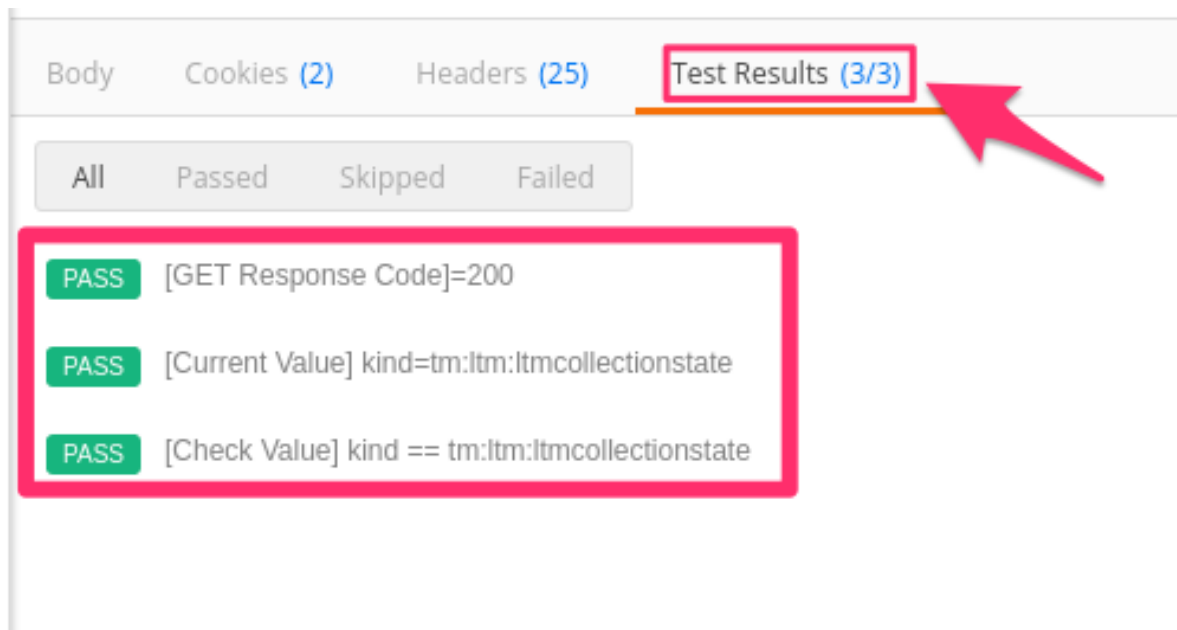 Body Cookies (2) Headers (25) Test Results (3/3)
All Passed Skipped Failed
PASS [GET Response Code]=200
PASS [Current Value] kind=tm:ltm:ltmcollectionstate
PASS [Check Value] kind == tm:ltm:ltmcollectionstate